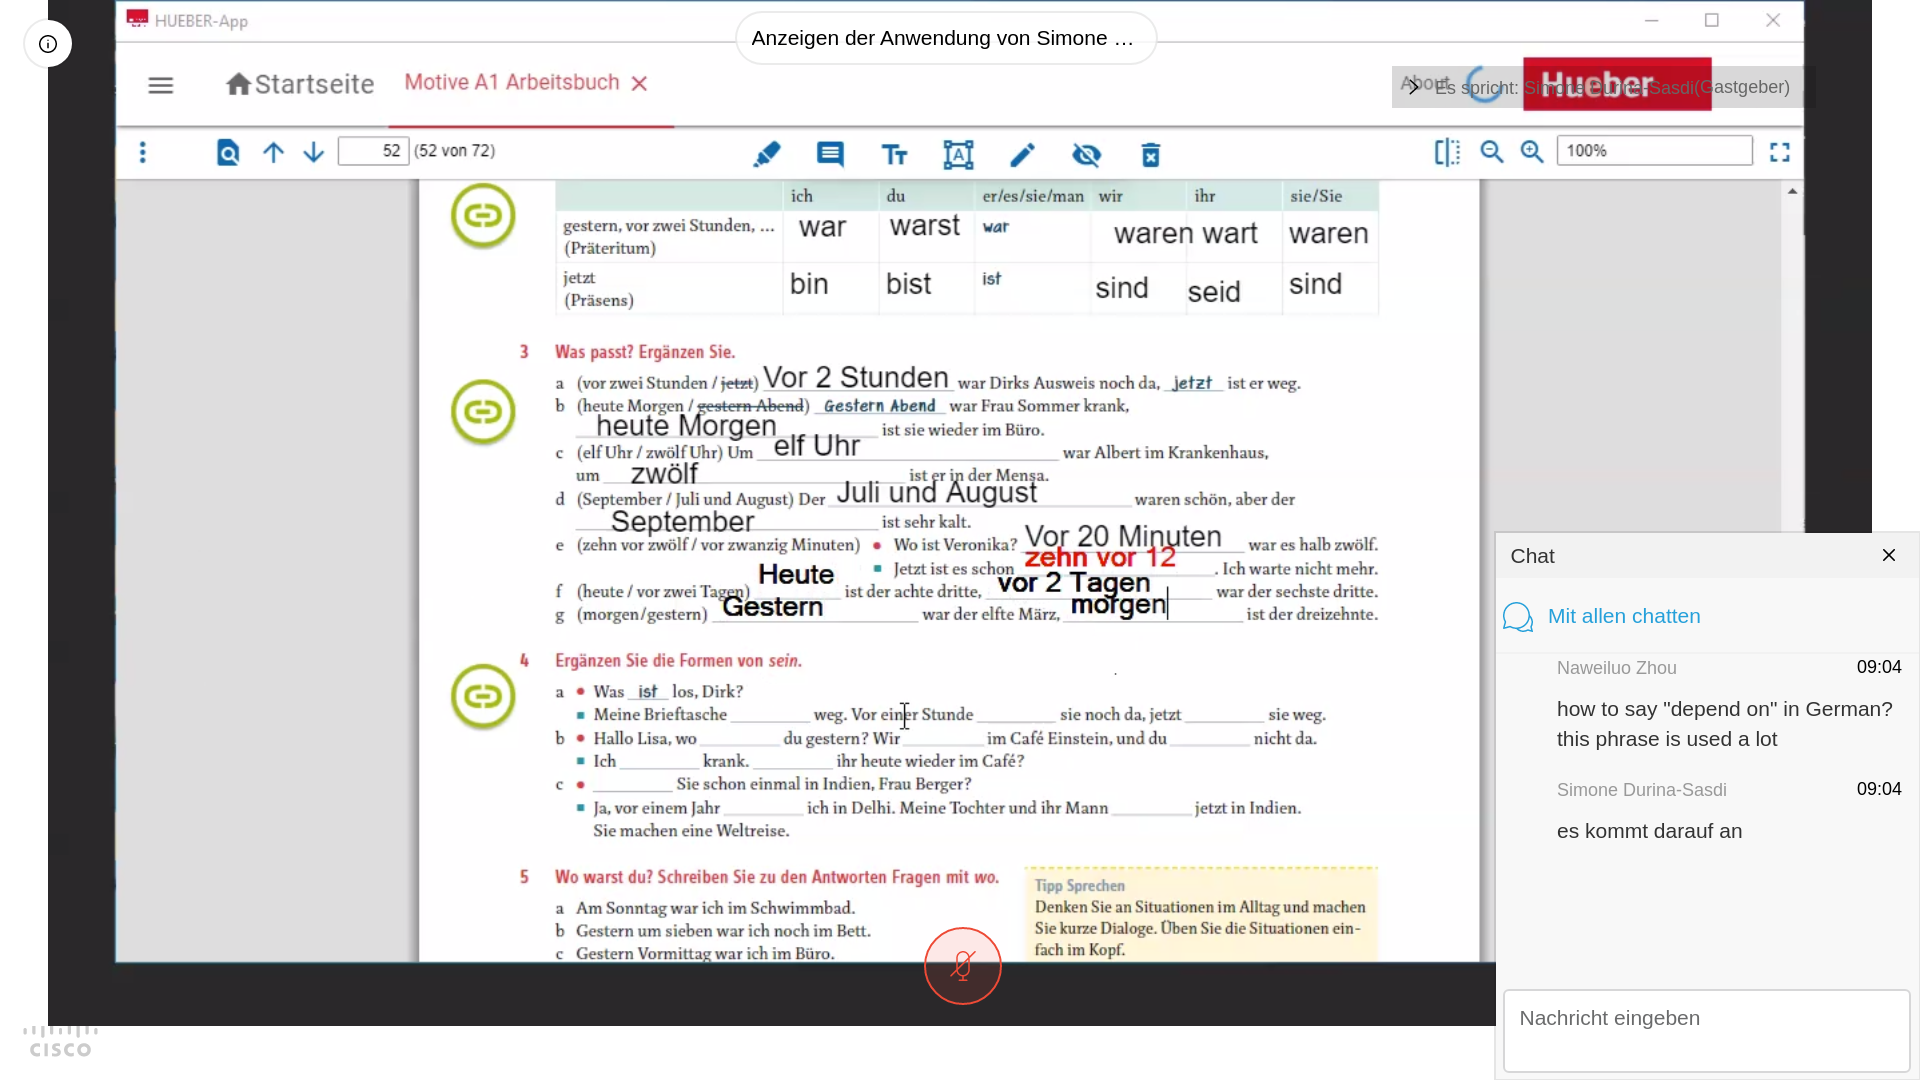 HUEBER-App
Anzeigen der Anwendung von Simone …
Startseite
Motive A1 Arbeitsbuch
About
Es spricht: Simone Durina-Sasdi(Gastgeber)
Hueber
52 (52 von 72)
100%
ich du er/es/sie/man wir ihr sie/Sie
gestern, vor zwei Stunden, ... war warst war waren wart waren
(Präteritum)
jetzt bin bist ist sind seid sind
(Präsens)
3 Was passt? Ergänzen Sie.
a (vor zwei Stunden / jetzt) Vor 2 Stunden war Dirks Ausweis noch da, jetzt ist er weg.
b (heute Morgen / gestern Abend) Gestern Abend war Frau Sommer krank,
heute Morgen ist sie wieder im Büro.
c (elf Uhr / zwölf Uhr) Um elf Uhr war Albert im Krankenhaus,
um zwölf ist er in der Mensa.
d (September / Juli und August) Der Juli und August waren schön, aber der
September ist sehr kalt.
e (zehn vor zwölf / vor zwanzig Minuten) Wo ist Veronika? Vor 20 Minuten war es halb zwölf.
Jetzt ist es schon zehn vor 12. Ich warte nicht mehr.
f (heute / vor zwei Tagen) Heute ist der achte dritte, vor 2 Tagen war der sechste dritte.
g (morgen/gestern) Gestern war der elfte März, morgen ist der dreizehnte.
4 Ergänzen Sie die Formen von sein.
a Was ist los, Dirk?
Meine Brieftasche ________ weg. Vor einer Stunde ________ sie noch da, jetzt ________ sie weg.
b Hallo Lisa, wo ________ du gestern? Wir ________ im Café Einstein, und du ________ nicht da.
Ich ________ krank. ________ ihr heute wieder im Café?
c ________ Sie schon einmal in Indien, Frau Berger?
Ja, vor einem Jahr ________ ich in Delhi. Meine Tochter und ihr Mann ________ jetzt in Indien.
Sie machen eine Weltreise.
5 Wo warst du? Schreiben Sie zu den Antworten Fragen mit wo.
a Am Sonntag war ich im Schwimmbad.
b Gestern um sieben war ich noch im Bett.
c Gestern Vormittag war ich im Büro.
Tipp Sprechen
Denken Sie an Situationen im Alltag und machen
Sie kurze Dialoge. Üben Sie die Situationen ein-
fach im Kopf.
Chat
Mit allen chatten
Naweiluo Zhou 09:04
how to say "depend on" in German?
this phrase is used a lot
Simone Durina-Sasdi 09:04
es kommt darauf an
Nachricht eingeben
CISCO